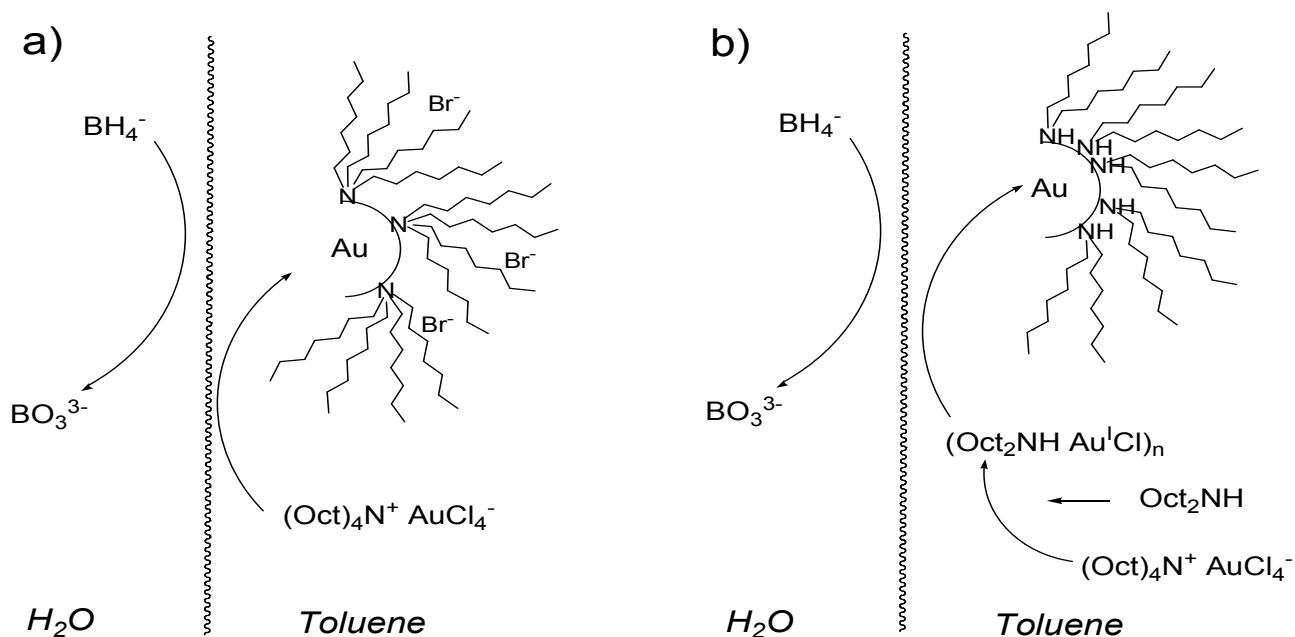 a)
BH₄⁻
Br⁻
N
N
Au
Br⁻
N
Br⁻
BO₃³⁻
(Oct)₄N⁺ AuCl₄⁻
H₂O
Toluene
b)
BH₄⁻
NH
NH
NH
Au
NH
NH
BO₃³⁻
(Oct₂NH AuᴵCl)ₙ
Oct₂NH
(Oct)₄N⁺ AuCl₄⁻
H₂O
Toluene